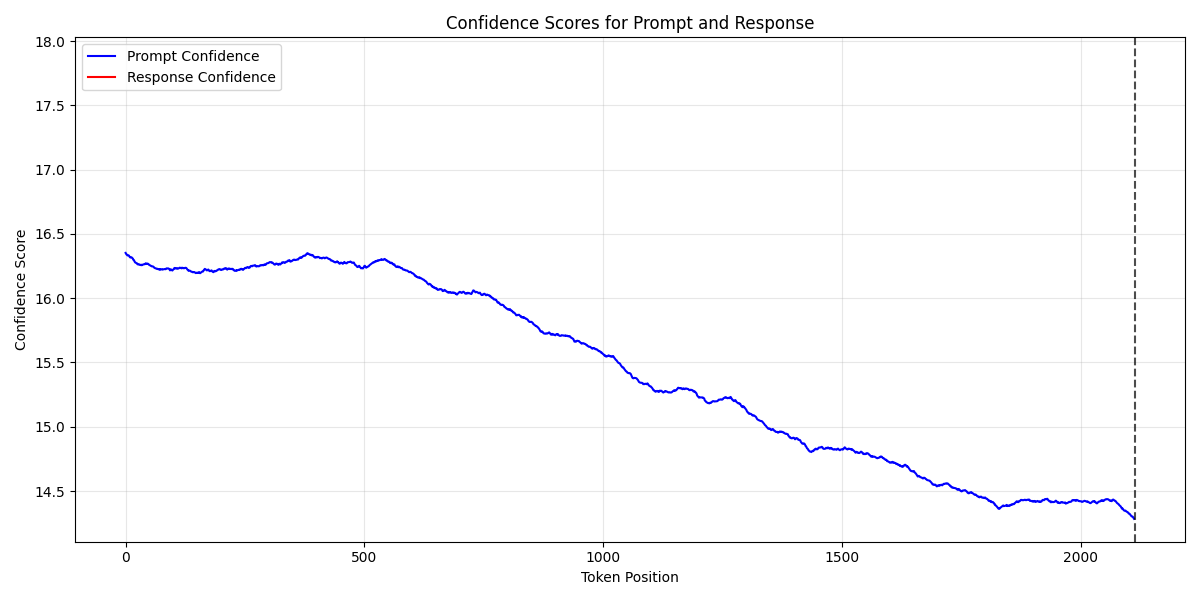 Confidence Scores for Prompt and Response
Prompt Confidence
Response Confidence
Confidence Score
18.0
17.5
17.0
16.5
16.0
15.5
15.0
14.5
0
500
1000
1500
2000
Token Position